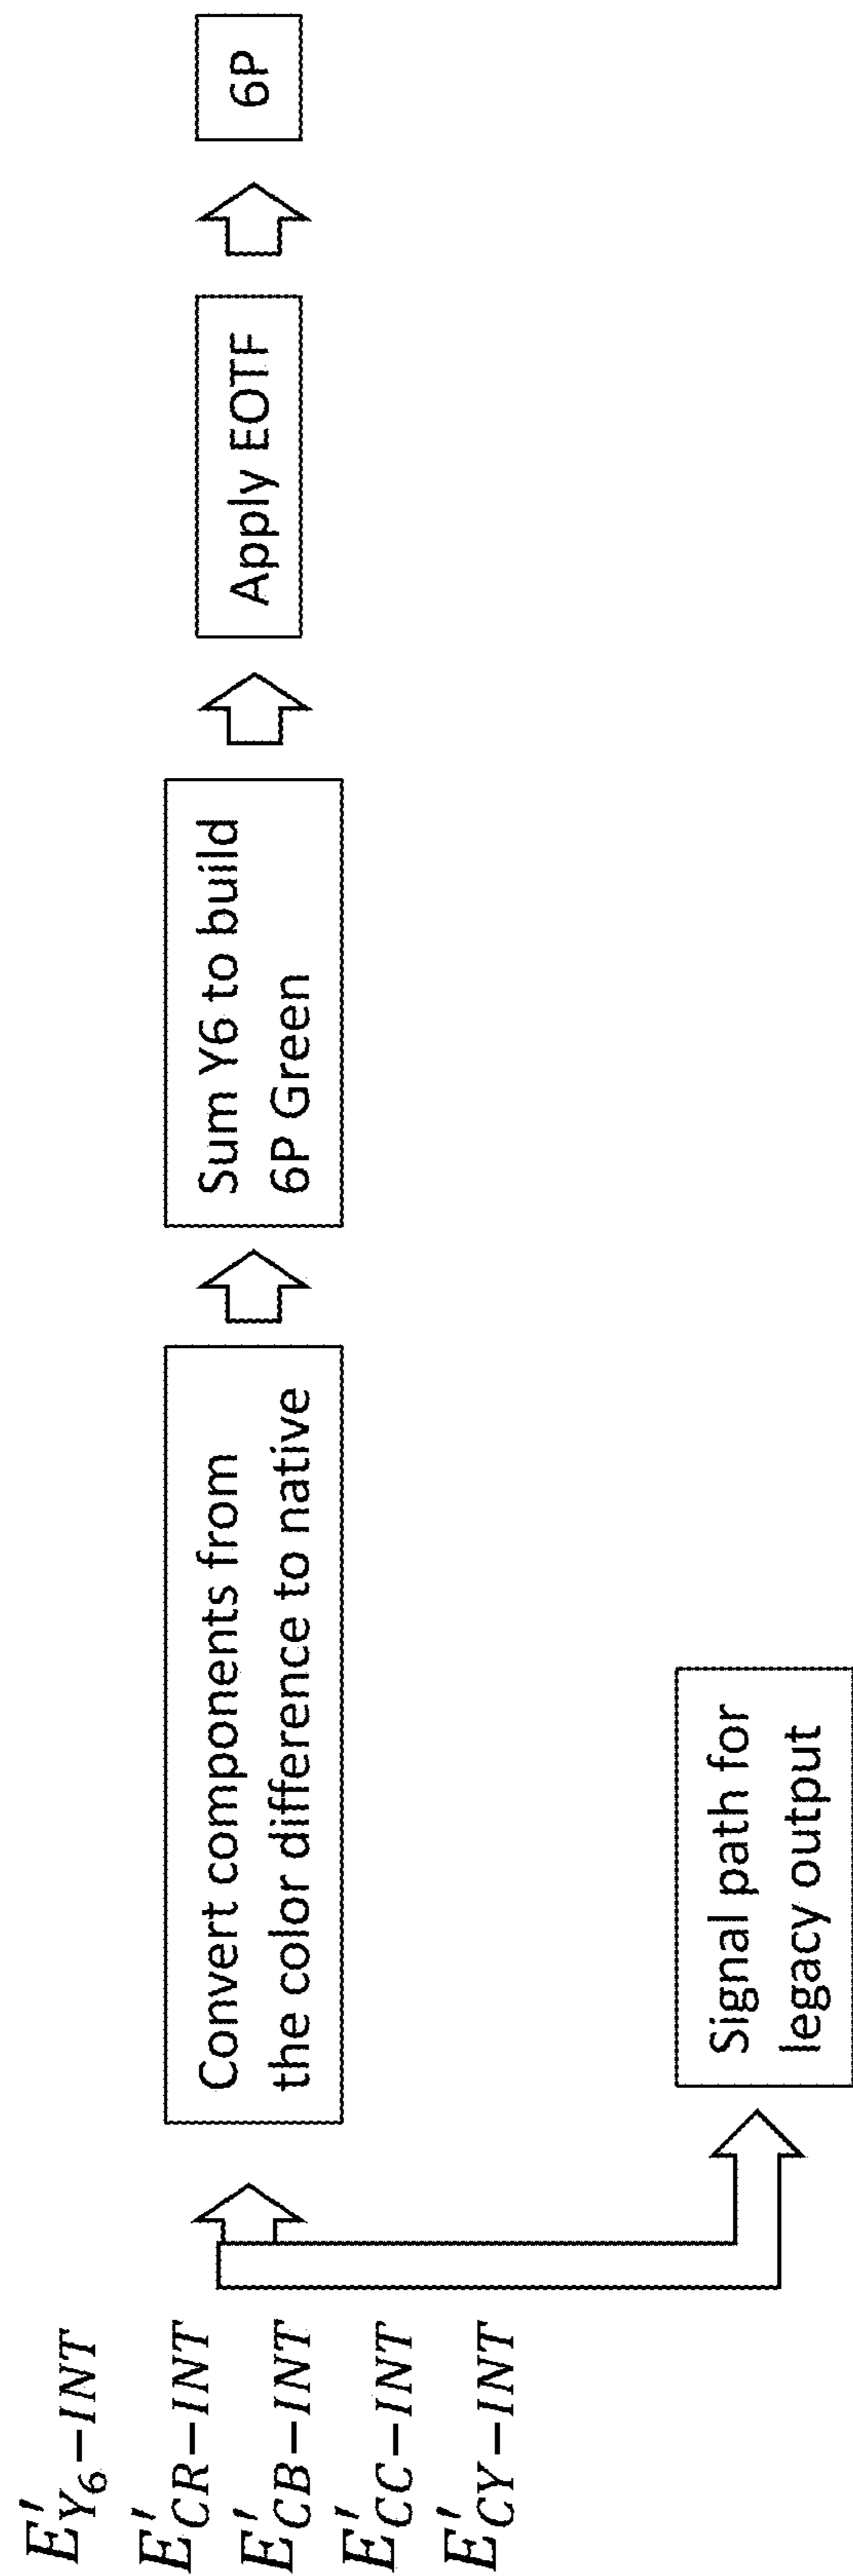 E′Y₆−INT
E′CR−INT
E′CB−INT
E′CC−INT
E′CY−INT
Convert components from
the color difference to native
Sum Y6 to build
6P Green
Apply EOTF
6P
Signal path for
legacy output